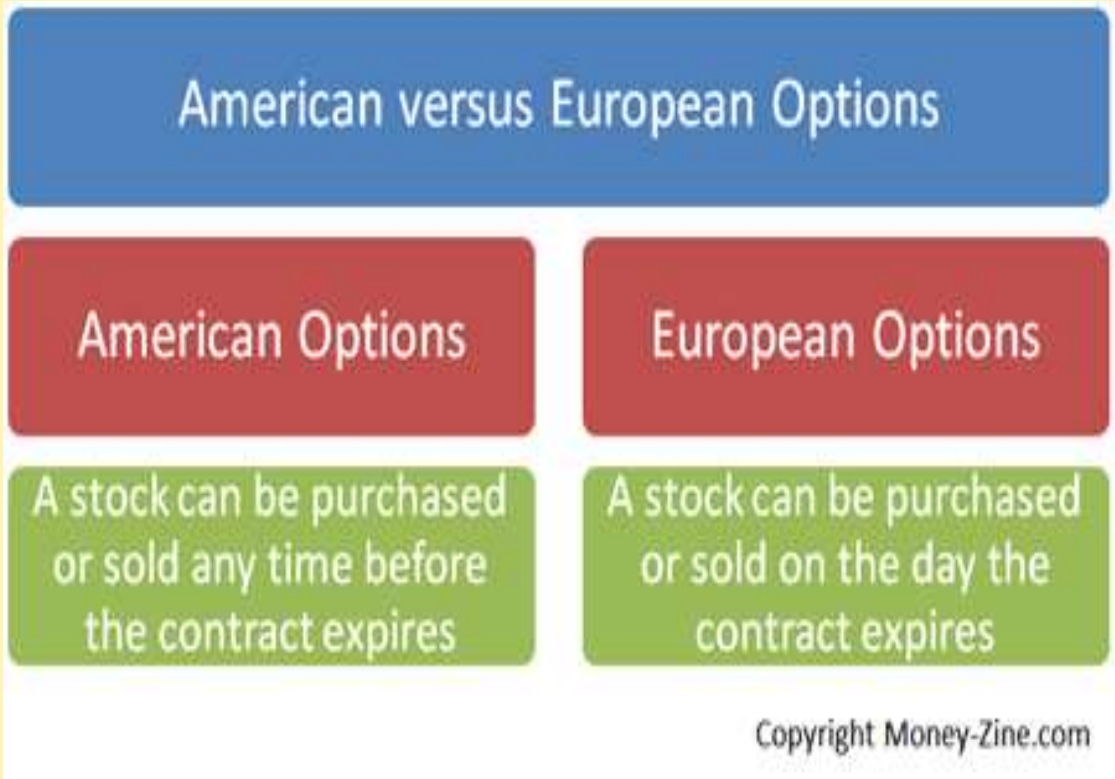 American versus European Options
American Options
European Options
A stock can be purchased
or sold any time before
the contract expires
A stock can be purchased
or sold on the day the
contract expires
Copyright Money-Zine.com